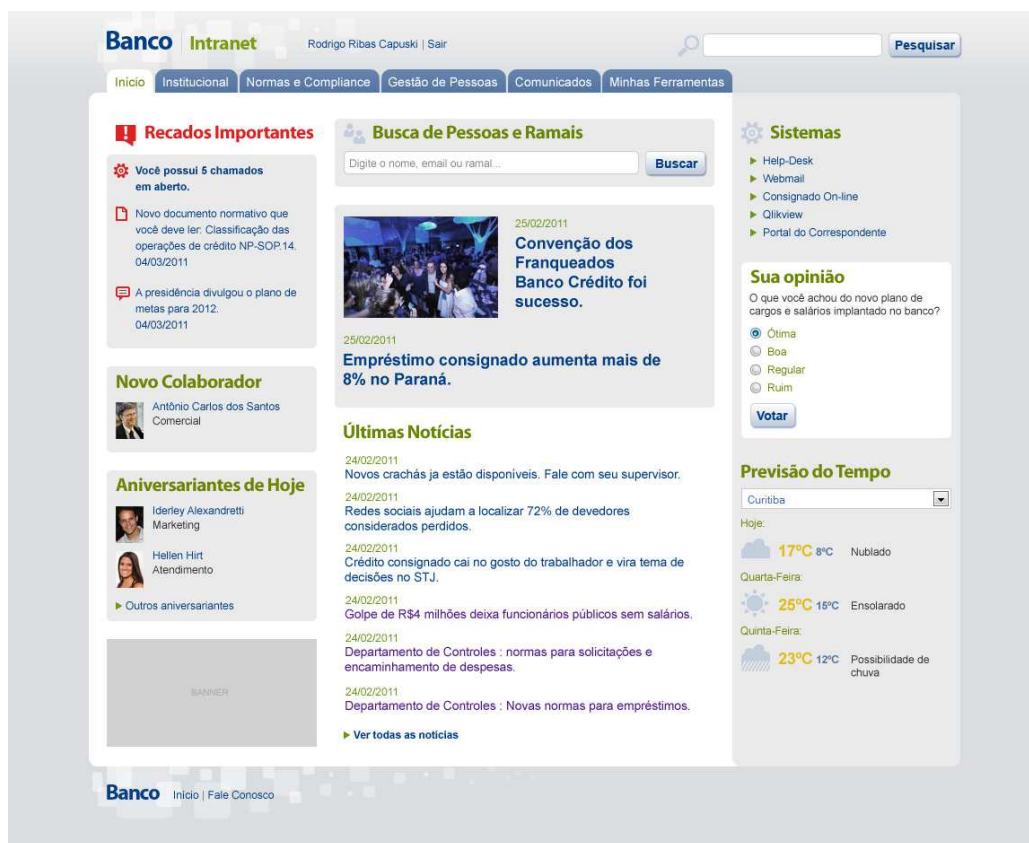 Banco Intranet
Rodrigo Ribas Capuski | Sair
Pesquisar
Início
Institucional
Normas e Compliance
Gestão de Pessoas
Comunicados
Minhas Ferramentas
Recados Importantes
Você possui 5 chamados
em aberto.
Novo documento normativo que
você deve ler: Classificação das
operações de crédito NP-SOP.14.
04/03/2011
A presidência divulgou o plano de
metas para 2012.
04/03/2011
Novo Colaborador
Antônio Carlos dos Santos
Comercial
Aniversariantes de Hoje
Iderley Alexandretti
Marketing
Hellen Hirt
Atendimento
Outros aniversariantes
BANNER
Busca de Pessoas e Ramais
Digite o nome, email ou ramal...
Buscar
25/02/2011
Convenção dos
Franqueados
Banco Crédito foi
sucesso.
25/02/2011
Empréstimo consignado aumenta mais de
8% no Paraná.
Últimas Notícias
24/02/2011
Novos crachás ja estão disponíveis. Fale com seu supervisor.
24/02/2011
Redes sociais ajudam a localizar 72% de devedores
considerados perdidos.
24/02/2011
Crédito consignado cai no gosto do trabalhador e vira tema de
decisões no STJ.
24/02/2011
Golpe de R$4 milhões deixa funcionários públicos sem salários.
24/02/2011
Departamento de Controles : normas para solicitações e
encaminhamento de despesas.
24/02/2011
Departamento de Controles : Novas normas para empréstimos.
Ver todas as notícias
Sistemas
Help-Desk
Webmail
Consignado On-line
Qlikview
Portal do Correspondente
Sua opinião
O que você achou do novo plano de
cargos e salários implantado no banco?
Ótima
Boa
Regular
Ruim
Votar
Previsão do Tempo
Curitiba
Hoje:
17ºC 8ºC Nublado
Quarta-Feira:
25ºC 15ºC Ensolarado
Quinta-Feira:
23ºC 12ºC Possibilidade de
chuva
Banco Início | Fale Conosco